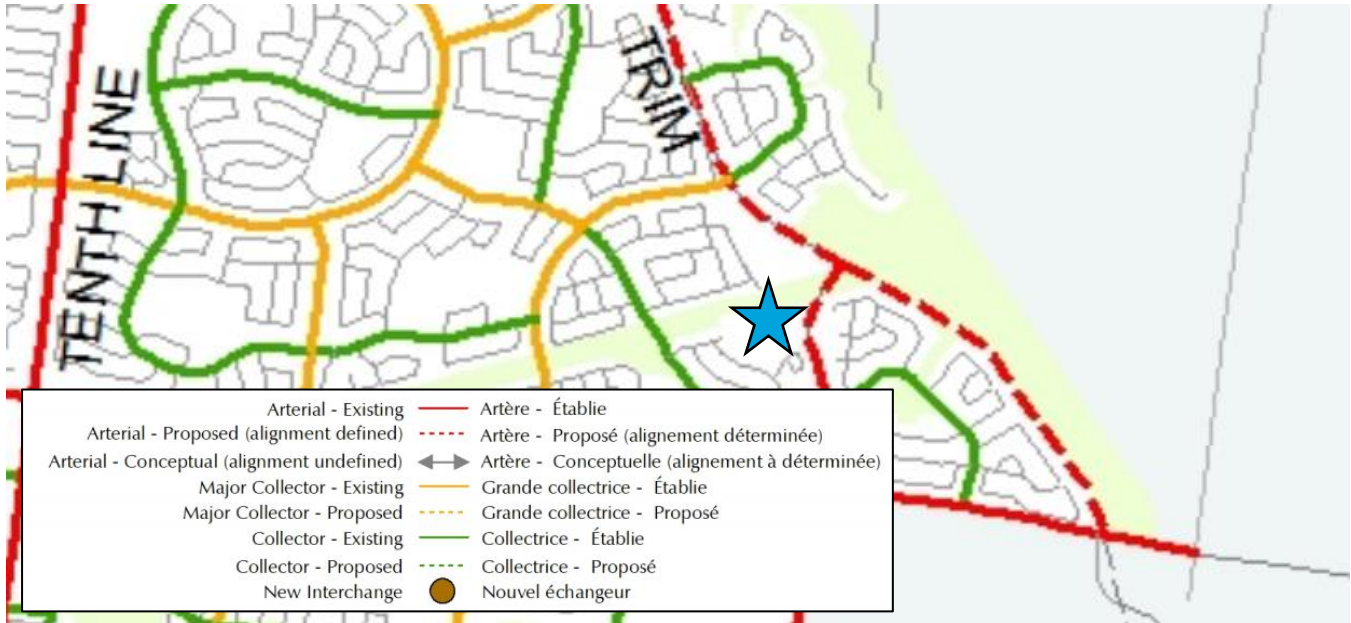 TRIM
TENTH LINE
Arterial - Existing Artère - Établie
Arterial - Proposed (alignment defined) Artère - Proposé (alignement déterminée)
Arterial - Conceptual (alignment undefined) Artère - Conceptuelle (alignement à déterminée)
Major Collector - Existing Grande collectrice - Établie
Major Collector - Proposed Grande collectrice - Proposé
Collector - Existing Collectrice - Établie
Collector - Proposed Collectrice - Proposé
New Interchange Nouvel échangeur